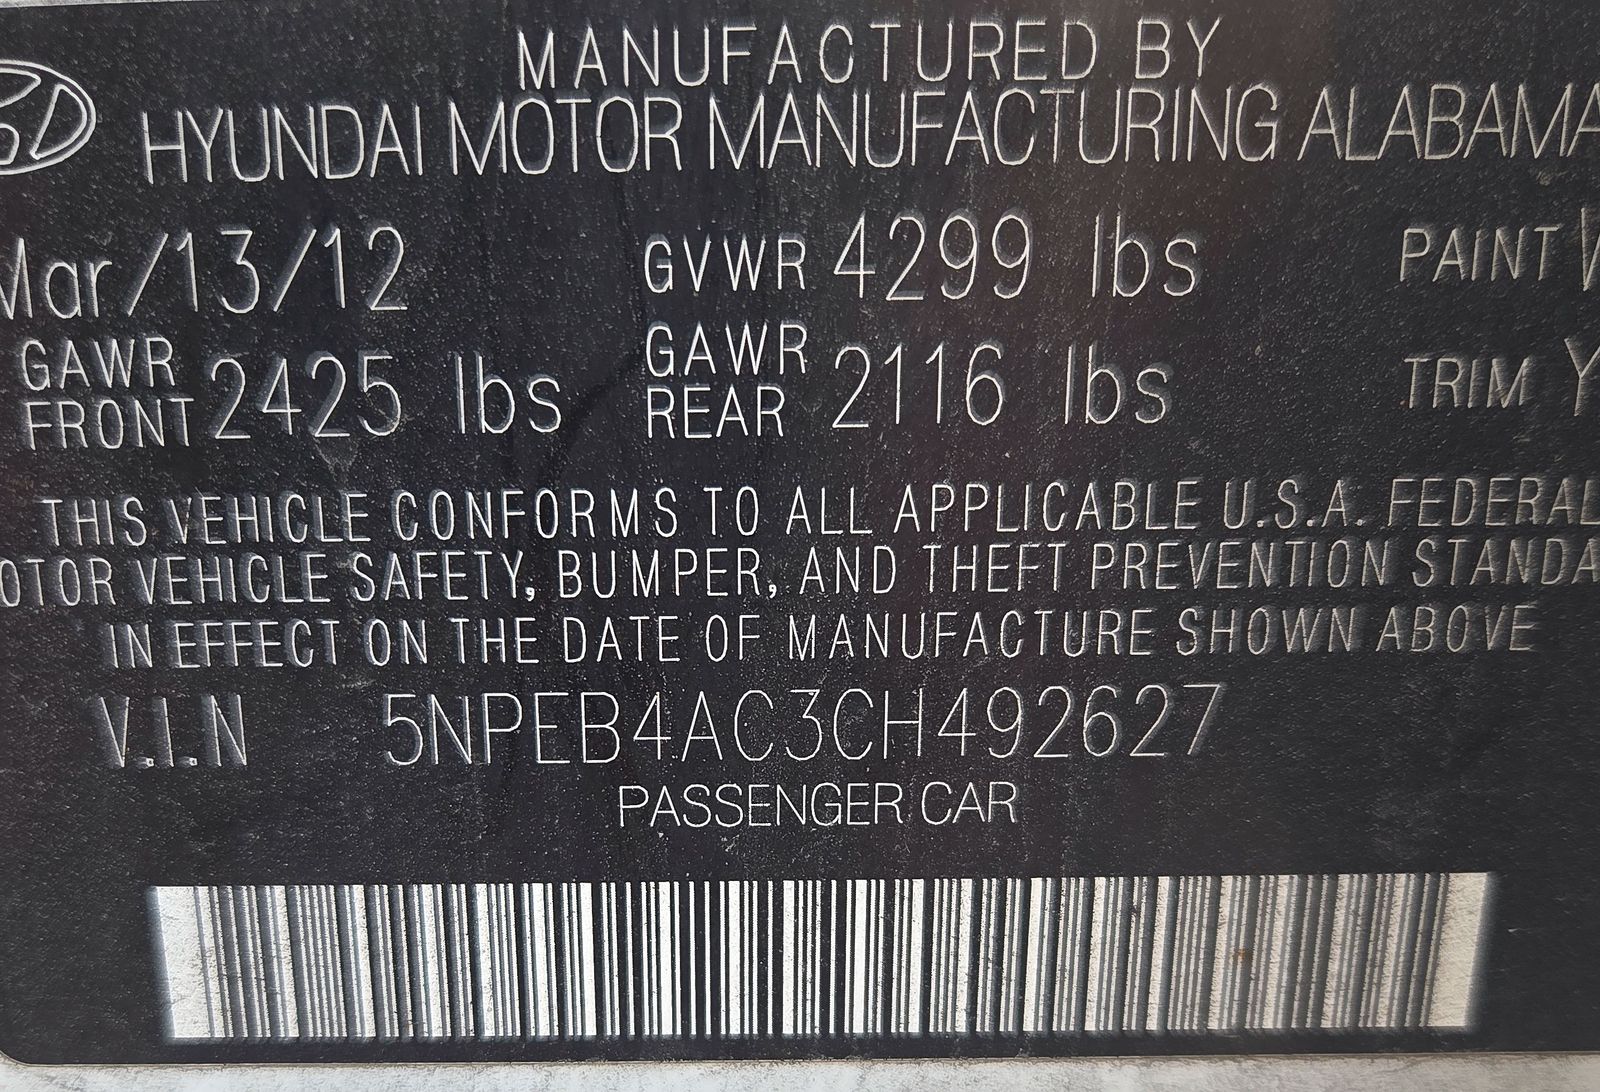 MANUFACTURED BY
HYUNDAI MOTOR MANUFACTURING ALABAMA
Mar/13/12 GVWR 4299 lbs PAINT
GAWR FRONT 2425 lbs GAWR REAR 2116 lbs TRIM Y
THIS VEHICLE CONFORMS TO ALL APPLICABLE U.S.A. FEDERAL
OTOR VEHICLE SAFETY, BUMPER, AND THEFT PREVENTION STANDA
IN EFFECT ON THE DATE OF MANUFACTURE SHOWN ABOVE
V.I.N 5NPEB4AC3CH492627
PASSENGER CAR